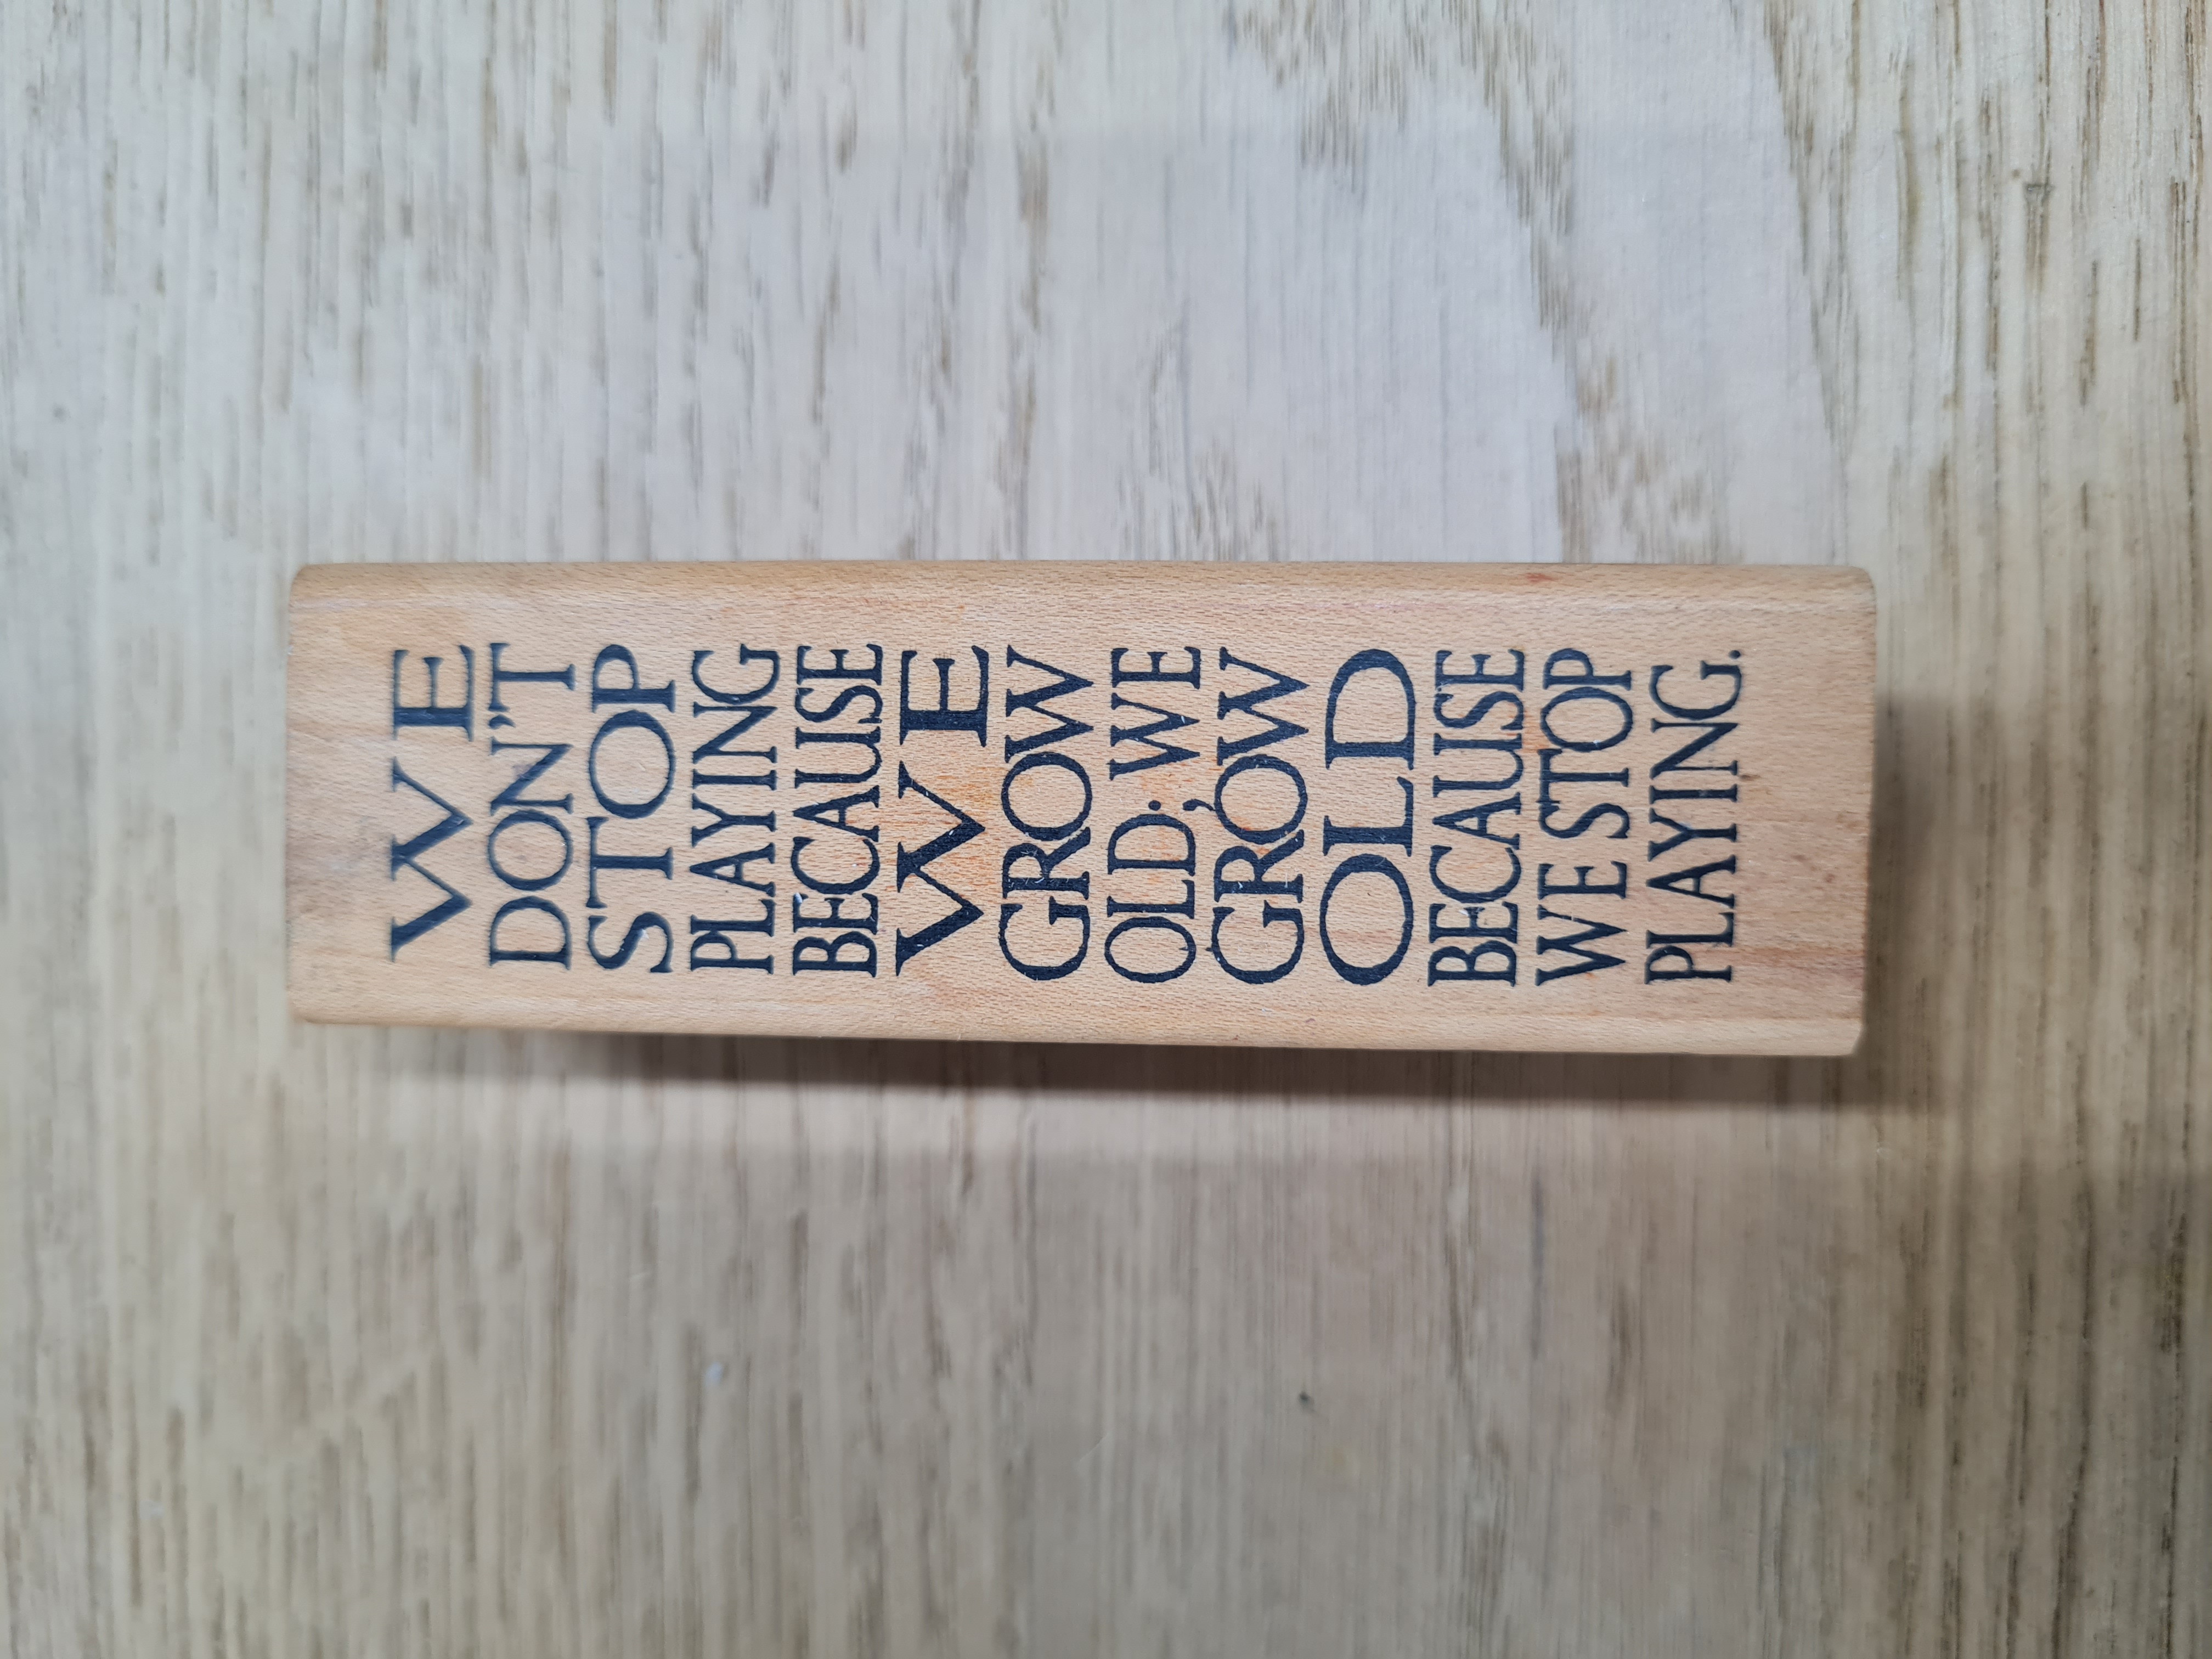 WE
DON'T
STOP
PLAYING
BECAUSE
WE
GROW
OLD; WE
GROW
OLD
BECAUSE
WE STOP
PLAYING.